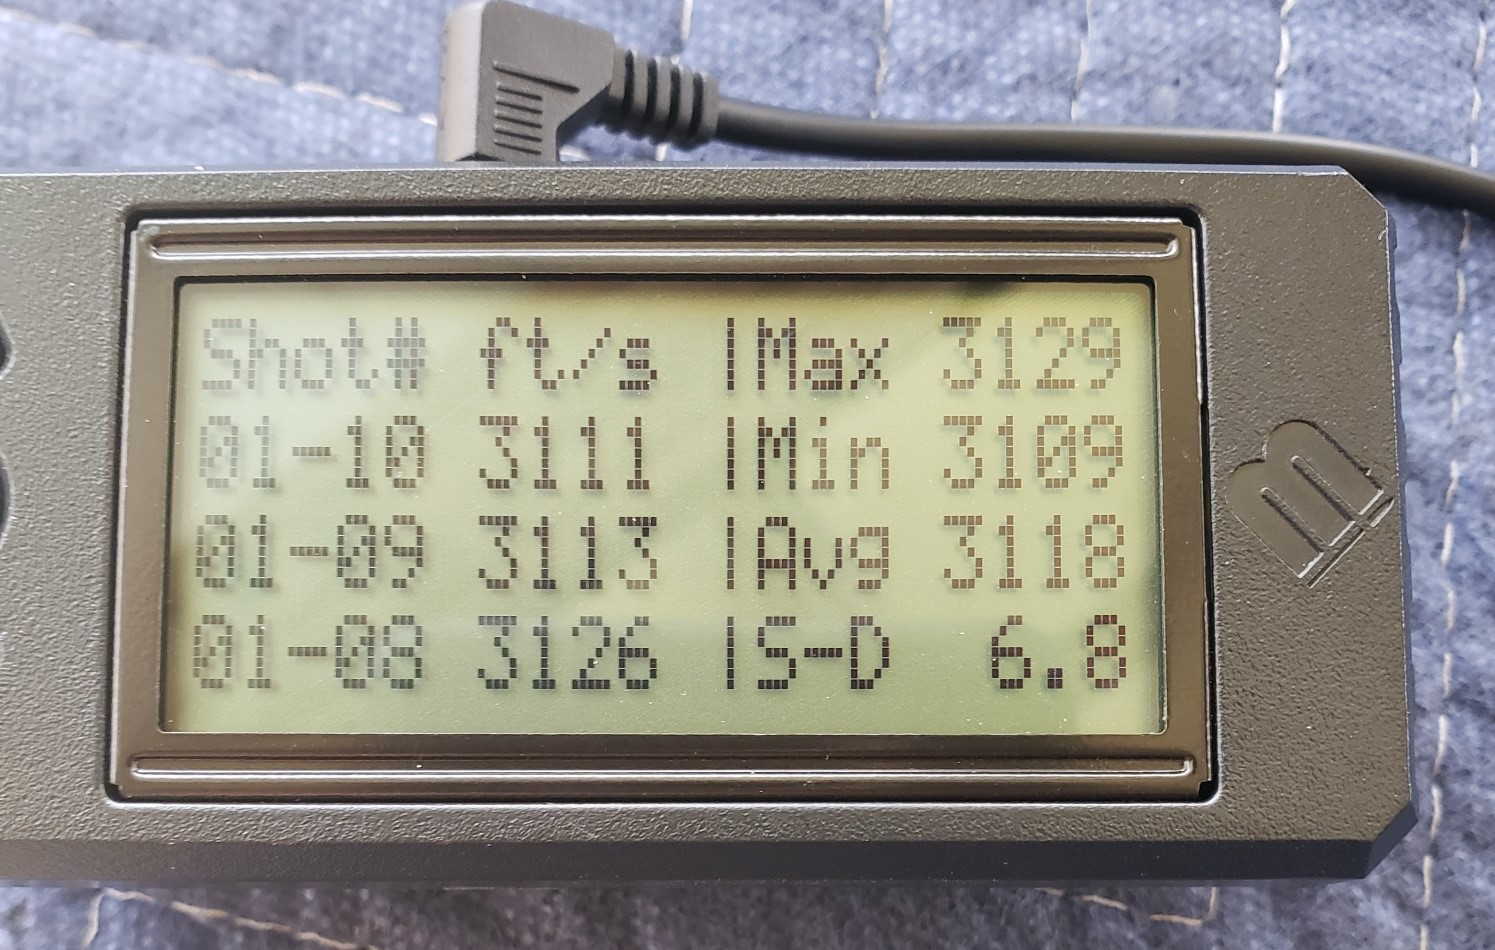 Shot# ft/s |Max 3129
01-10 3111 |Min 3109
01-09 3113 |Avg 3118
01-08 3126 |S-D 6.8